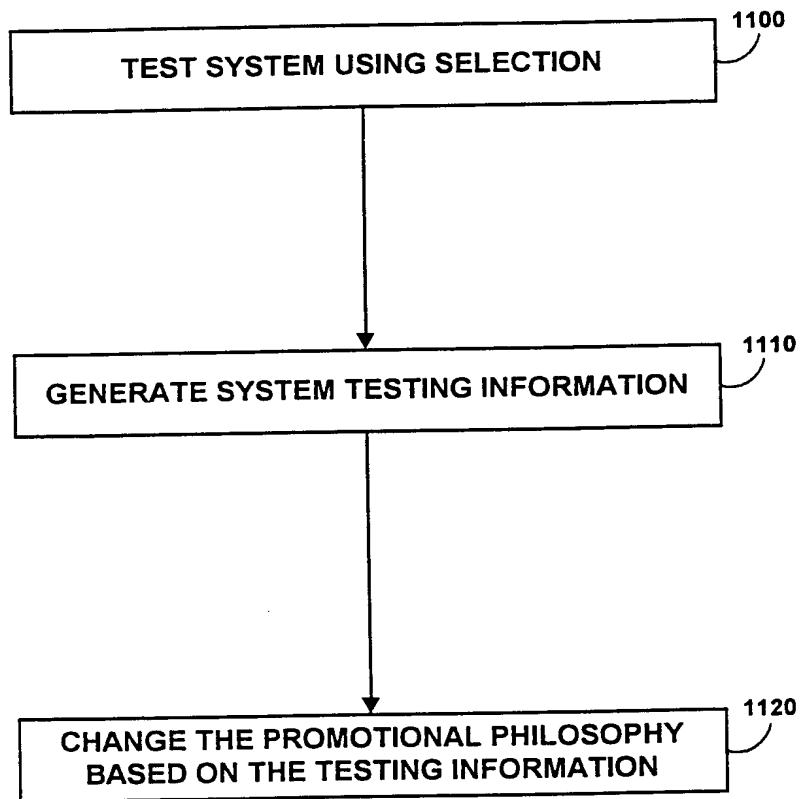 1100
TEST SYSTEM USING SELECTION
1110
GENERATE SYSTEM TESTING INFORMATION
1120
CHANGE THE PROMOTIONAL PHILOSOPHY
BASED ON THE TESTING INFORMATION